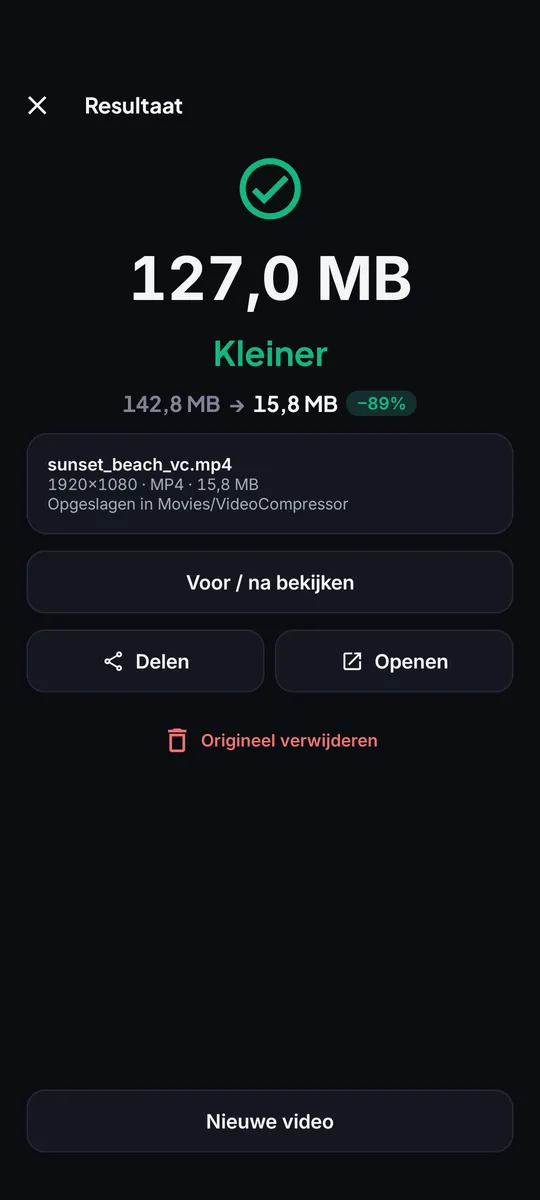 Resultaat
127,0 MB
Kleiner
142,8 MB → 15,8 MB −89%
sunset_beach_vc.mp4
1920×1080 · MP4 · 15,8 MB
Opgeslagen in Movies/VideoCompressor
Voor / na bekijken
Delen
Openen
Origineel verwijderen
Nieuwe video